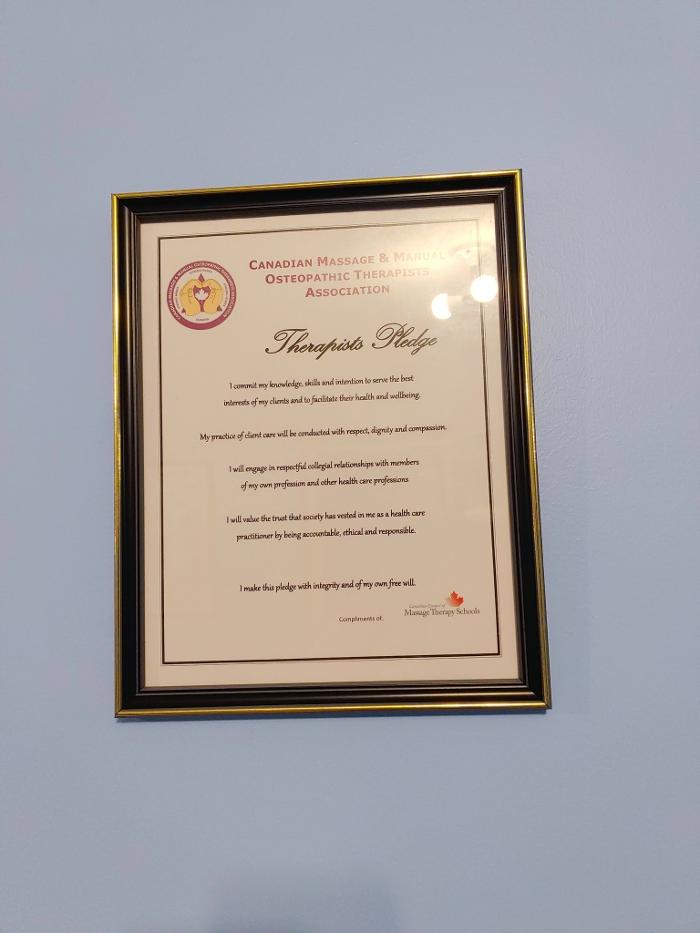 CANADIAN MASSAGE & MANUAL
OSTEOPATHIC THERAPISTS
ASSOCIATION
Therapists Pledge
I commit my knowledge, skills and intention to serve the best
interests of my clients and to facilitate their health and wellbeing.
My practice of client care will be conducted with respect, dignity and compassion.
I will engage in respectful collegial relationships with members
of my own profession and other health care professions
I will value the trust that society has vested in me as a health care
practitioner by being accountable, ethical and responsible.
I make this pledge with integrity and of my own free will.
Compliments of:
Canadian Council of
Massage Therapy Schools